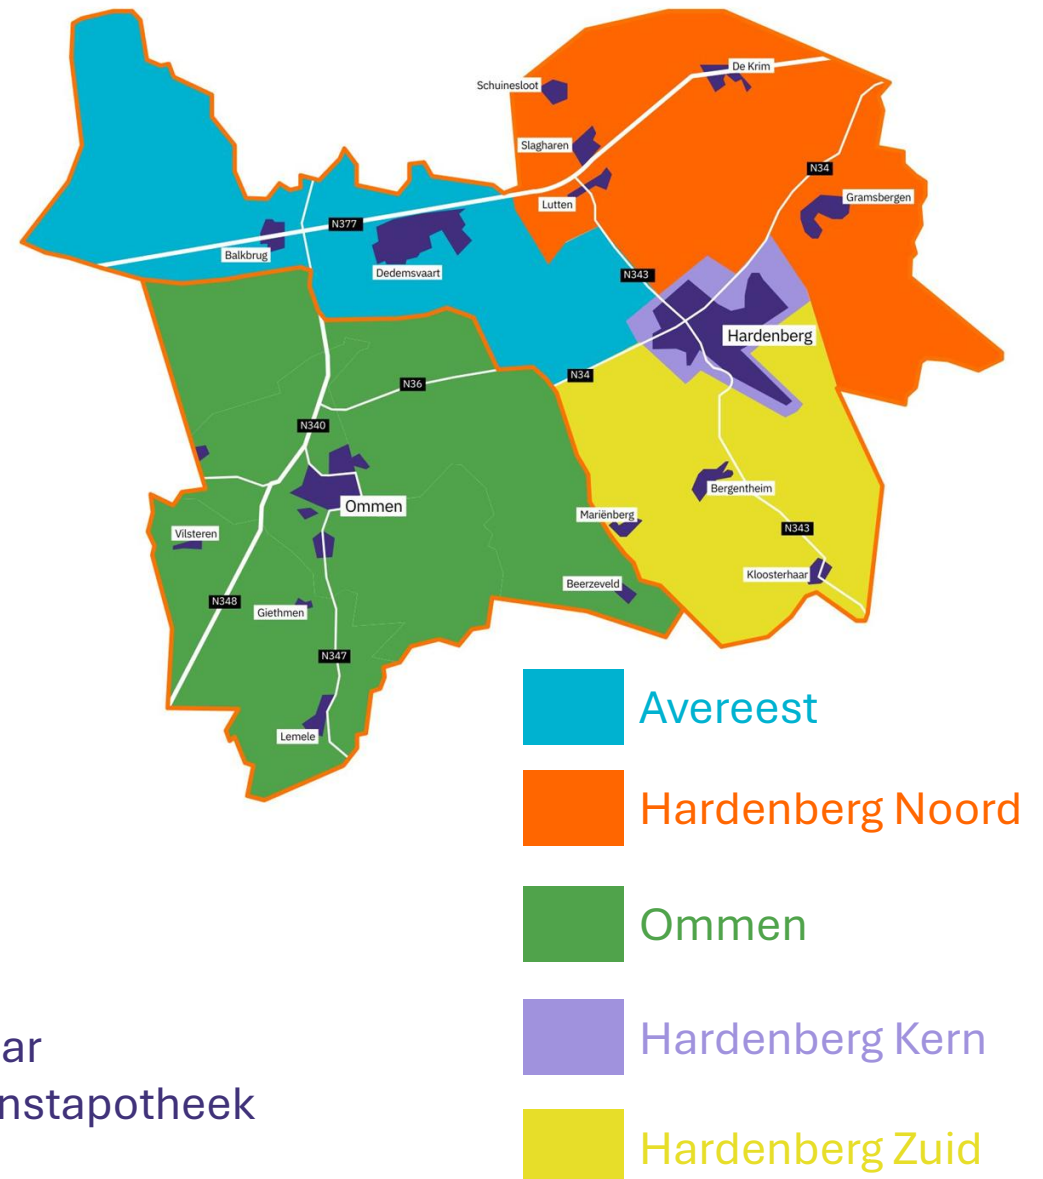 De Krim
Schuinesloot
Slagharen
N34
Gramsbergen
Lutten
N377
Balkbrug
Dedemsvaart
N343
Hardenberg
N34
N36
N340
Bergentheim
Ommen
Mariënberg
N343
Vilsteren
Kloosterhaar
Beerzeveld
N348
Giethmen
N347
Lemele
Avereest
Hardenberg Noord
Ommen
Hardenberg Kern
Hardenberg Zuid
ar
nstapotheek